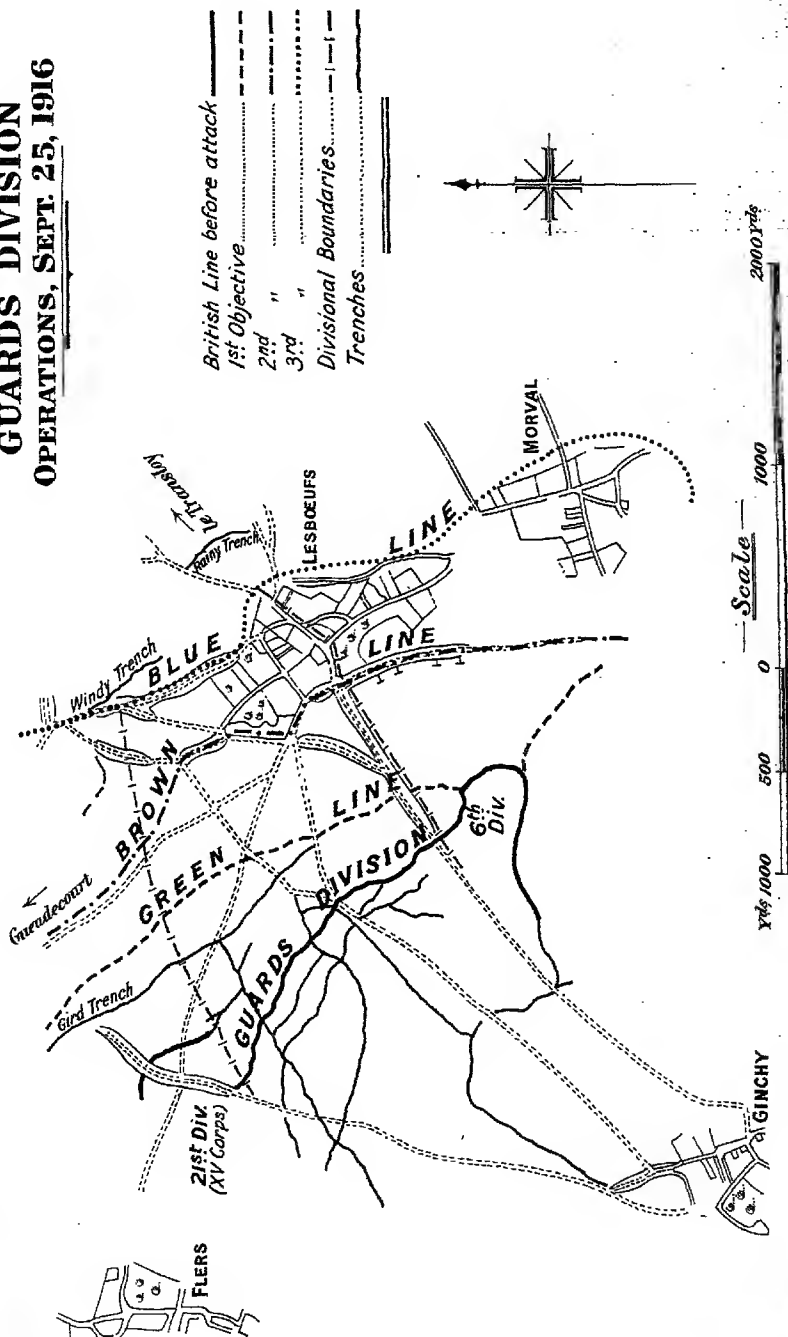 GUARDS DIVISION
OPERATIONS, SEPT. 25, 1916
British Line before attack
1st Objective
2nd "
3rd "
Divisional Boundaries
Trenches
Gueudecourt
BROWN LINE
Windy Trench
BLUE LINE
Rainy Trench
le Transloy
LESBŒUFS
MORVAL
Gird Trench
GREEN LINE
GUARDS DIVISION
6th Div.
21st Div.
(XV Corps)
FLERS
GINCHY
Scale
Yds 1000 500 0 1000 2000 Yds